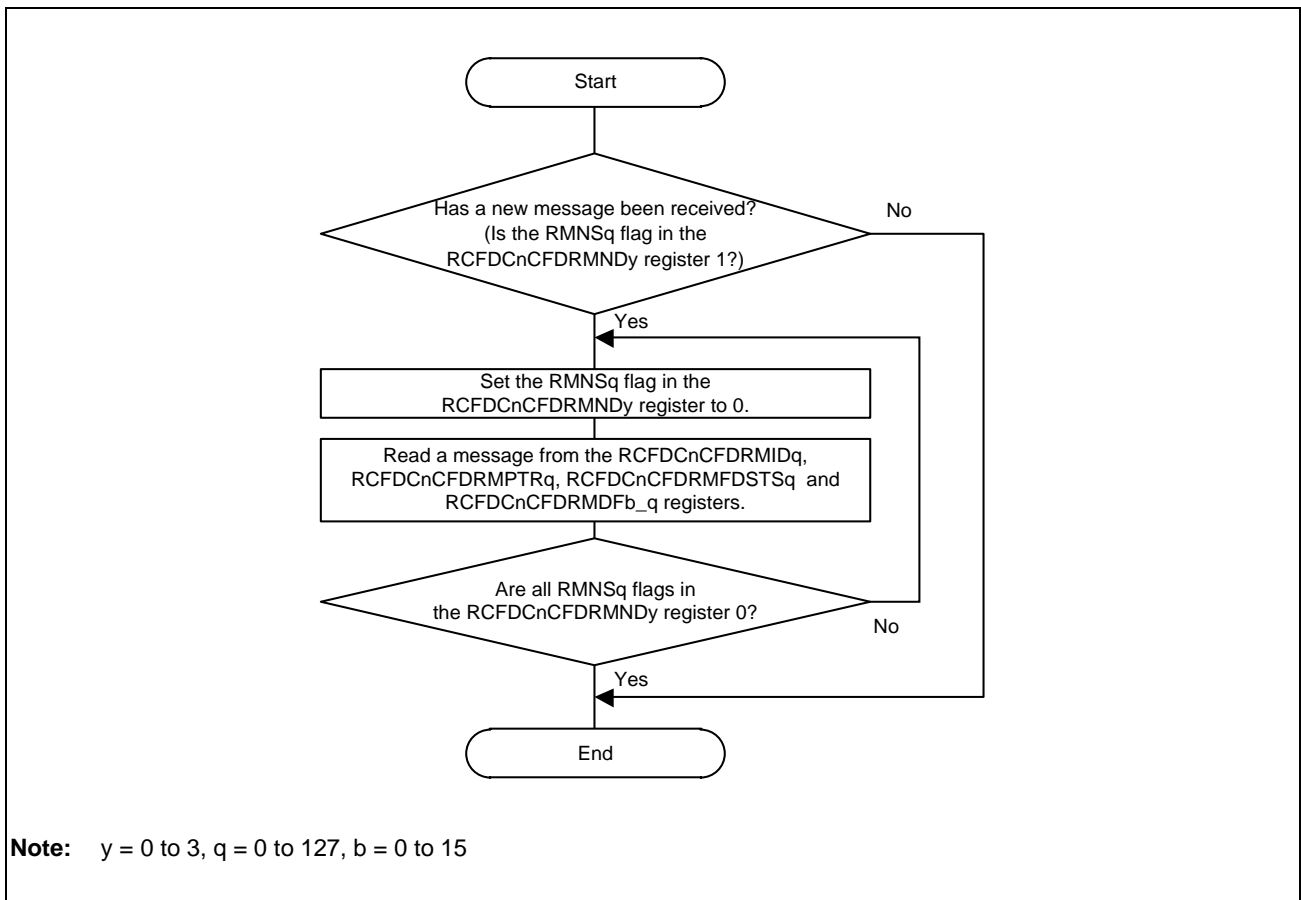 Start
Has a new message been received?
(Is the RMNSq flag in the
RCFDCnCFDRMNDy register 1?)
No
Yes
Set the RMNSq flag in the
RCFDCnCFDRMNDy register to 0.
Read a message from the RCFDCnCFDRMIDq,
RCFDCnCFDRMPTRq, RCFDCnCFDRMFDSTSq and
RCFDCnCFDRMDFb_q registers.
Are all RMNSq flags in
the RCFDCnCFDRMNDy register 0?
No
Yes
End
Note: y = 0 to 3, q = 0 to 127, b = 0 to 15